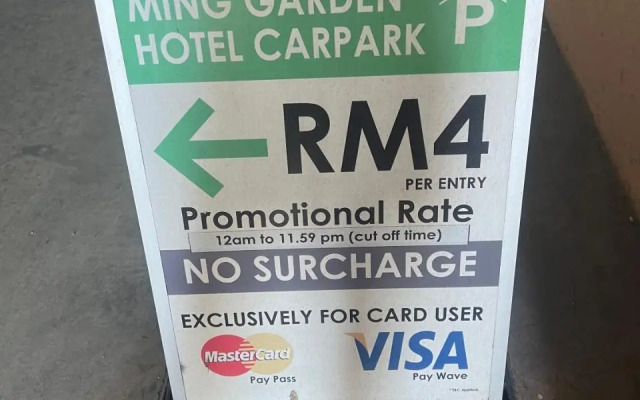 MING GARDEN
HOTEL CARPARK
P
RM4
PER ENTRY
Promotional Rate
12am to 11.59 pm (cut off time)
NO SURCHARGE
EXCLUSIVELY FOR CARD USER
MasterCard
VISA
Pay Pass
Pay Wave